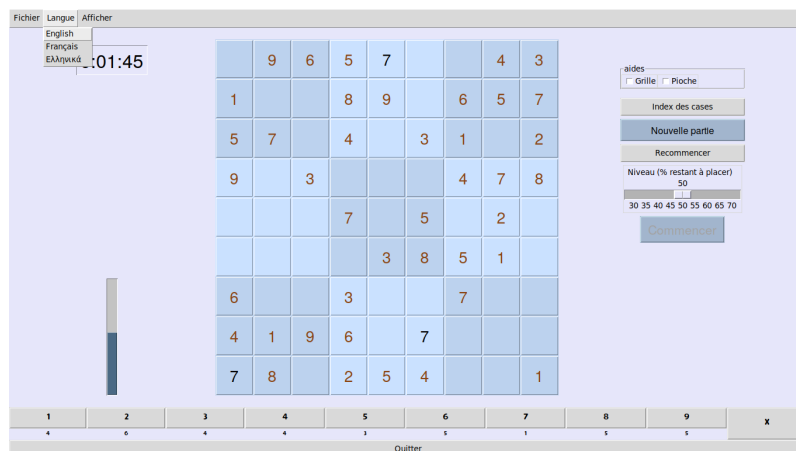 Fichier Langue Afficher
English
Français
Ελληνικά
:01:45
9 6 5 7 4 3
1 8 9 6 5 7
5 7 4 3 1 2
9 3 4 7 8
7 5 2
3 8 5 1
6 3 7
4 1 9 6 7
7 8 2 5 4 1
aides
Grille Pioche
Index des cases
Nouvelle partie
Recommencer
Niveau (% restant à placer)
50
30 35 40 45 50 55 60 65 70
Commencer
1 2 3 4 5 6 7 8 9 x
4 6 4 4 3 5 1 5 5
Quitter